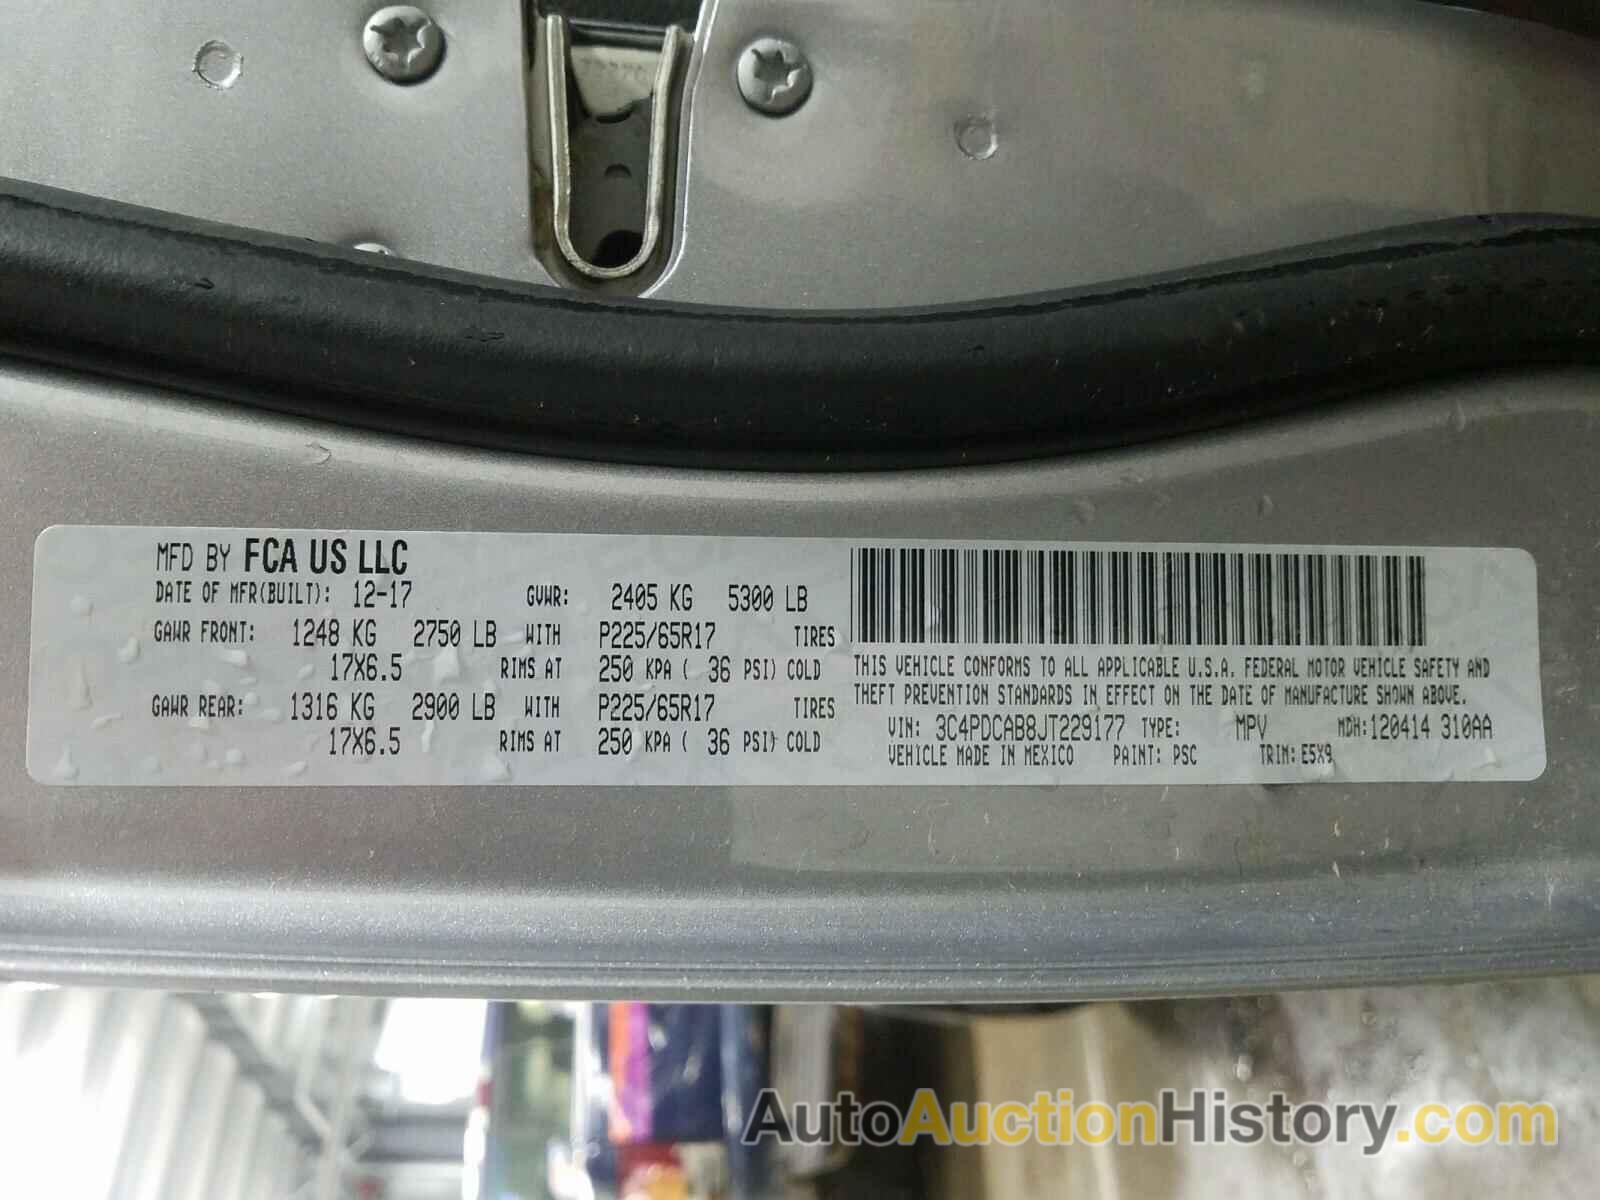 MFD BY FCA US LLC
DATE OF MFR(BUILT): 12-17 GVWR: 2405 KG 5300 LB
GAWR FRONT: 1248 KG 2750 LB WITH P225/65R17 TIRES
17X6.5 RIMS AT 250 KPA ( 36 PSI) COLD
GAWR REAR: 1316 KG 2900 LB WITH P225/65R17 TIRES
17X6.5 RIMS AT 250 KPA ( 36 PSI) COLD
THIS VEHICLE CONFORMS TO ALL APPLICABLE U.S.A. FEDERAL MOTOR VEHICLE SAFETY AND
THEFT PREVENTION STANDARDS IN EFFECT ON THE DATE OF MANUFACTURE SHOWN ABOVE.
VIN: 3C4PDCAB8JT229177 TYPE: MPV MDH:120414 310AA
VEHICLE MADE IN MEXICO PAINT: PSC TRIM: E5X9
AutoAuctionHistory.com